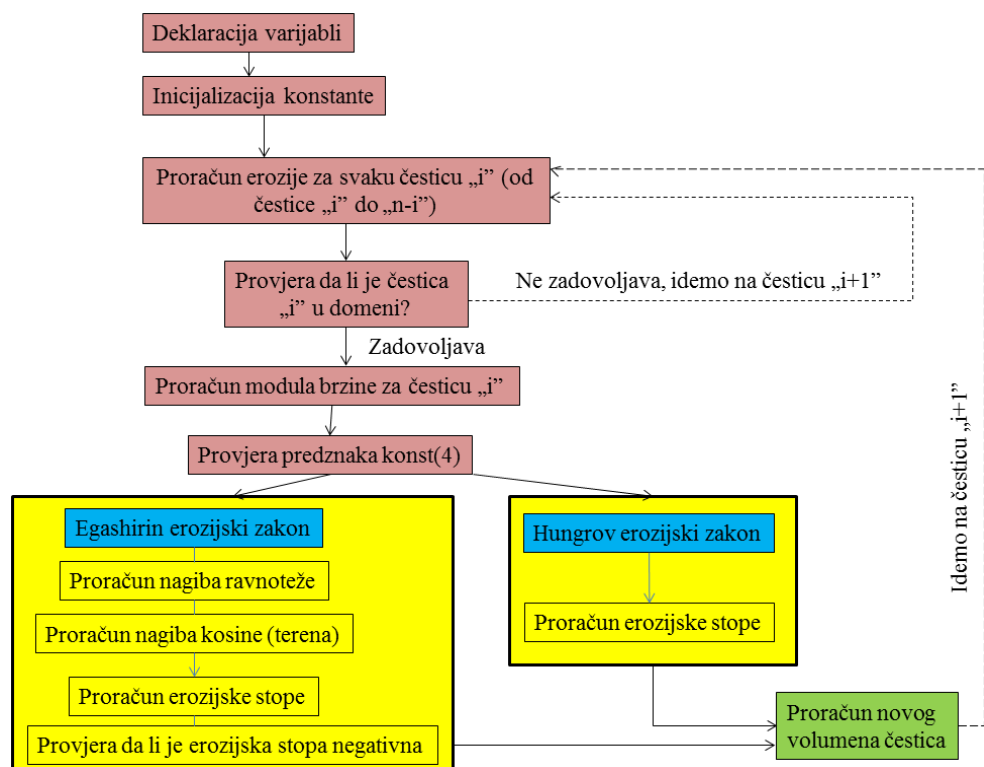 Deklaracija varijabli
Inicijalizacija konstante
Proračun erozije za svaku česticu „i” (od
čestice „i” do „n-i”)
Provjera da li je čestica
„i” u domeni?
Ne zadovoljava, idemo na česticu „i+1”
Zadovoljava
Proračun modula brzine za česticu „i”
Provjera predznaka konst(4)
Egashirin erozijski zakon
Proračun nagiba ravnoteže
Proračun nagiba kosine (terena)
Proračun erozijske stope
Provjera da li je erozijska stopa negativna
Hungrov erozijski zakon
Proračun erozijske stope
Proračun novog
volumena čestica
Idemo na česticu „i+1”